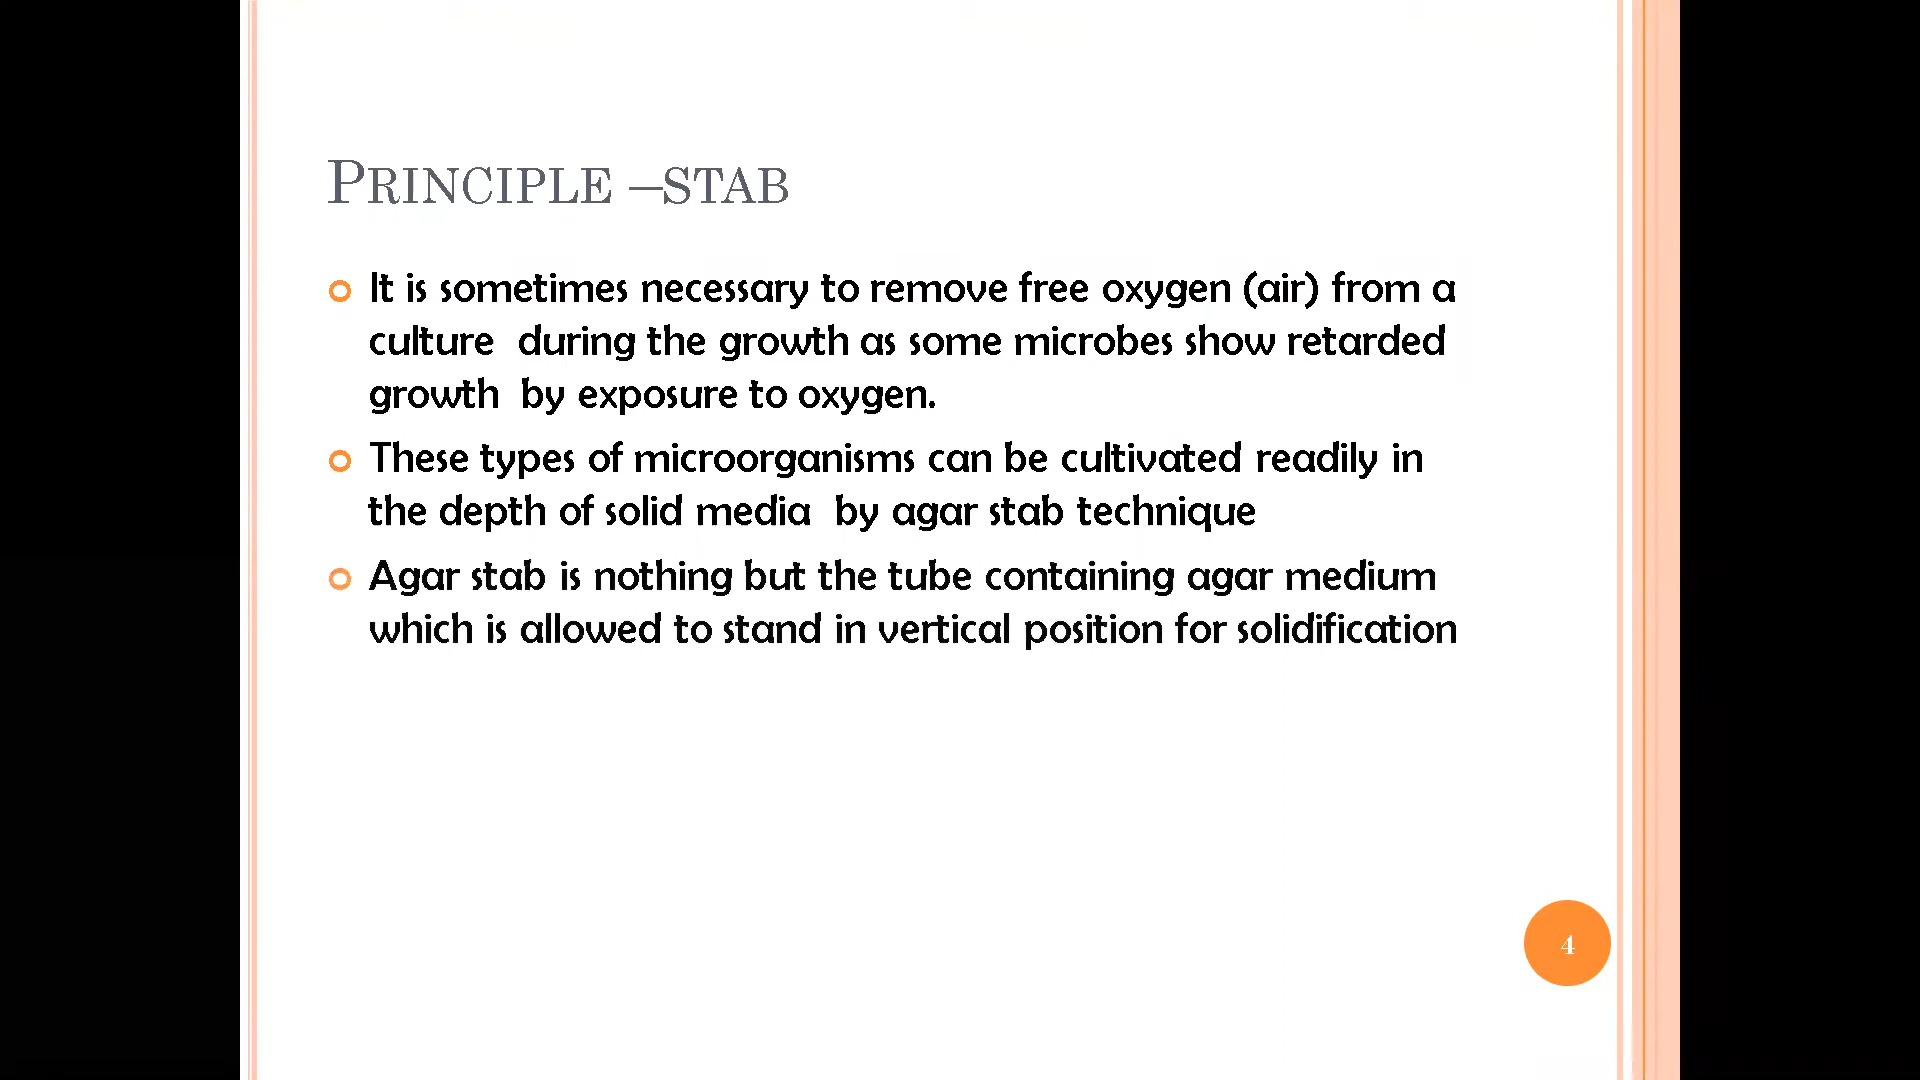 PRINCIPLE –STAB
It is sometimes necessary to remove free oxygen (air) from a
culture during the growth as some microbes show retarded
growth by exposure to oxygen.
These types of microorganisms can be cultivated readily in
the depth of solid media by agar stab technique
Agar stab is nothing but the tube containing agar medium
which is allowed to stand in vertical position for solidification
4